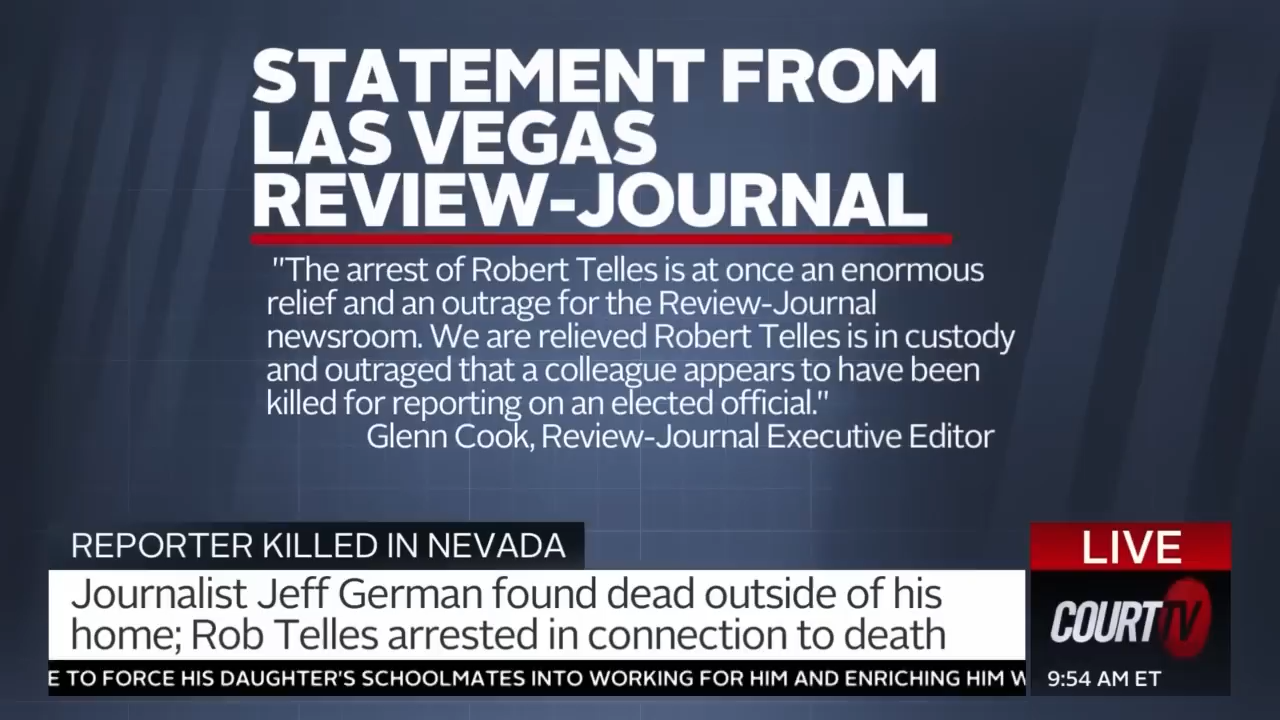 STATEMENT FROM
LAS VEGAS
REVIEW-JOURNAL
"The arrest of Robert Telles is at once an enormous
relief and an outrage for the Review-Journal
newsroom. We are relieved Robert Telles is in custody
and outraged that a colleague appears to have been
killed for reporting on an elected official."
Glenn Cook, Review-Journal Executive Editor
REPORTER KILLED IN NEVADA
Journalist Jeff German found dead outside of his
home; Rob Telles arrested in connection to death
E TO FORCE HIS DAUGHTER'S SCHOOLMATES INTO WORKING FOR HIM AND ENRICHING HIM W
LIVE
COURT TV
9:54 AM ET